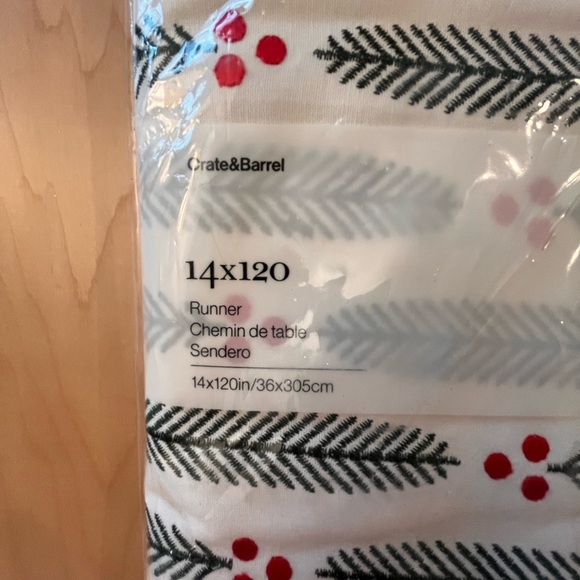 Crate&Barrel
14x120
Runner
Chemin de table
Sendero
14x120in/36x305cm